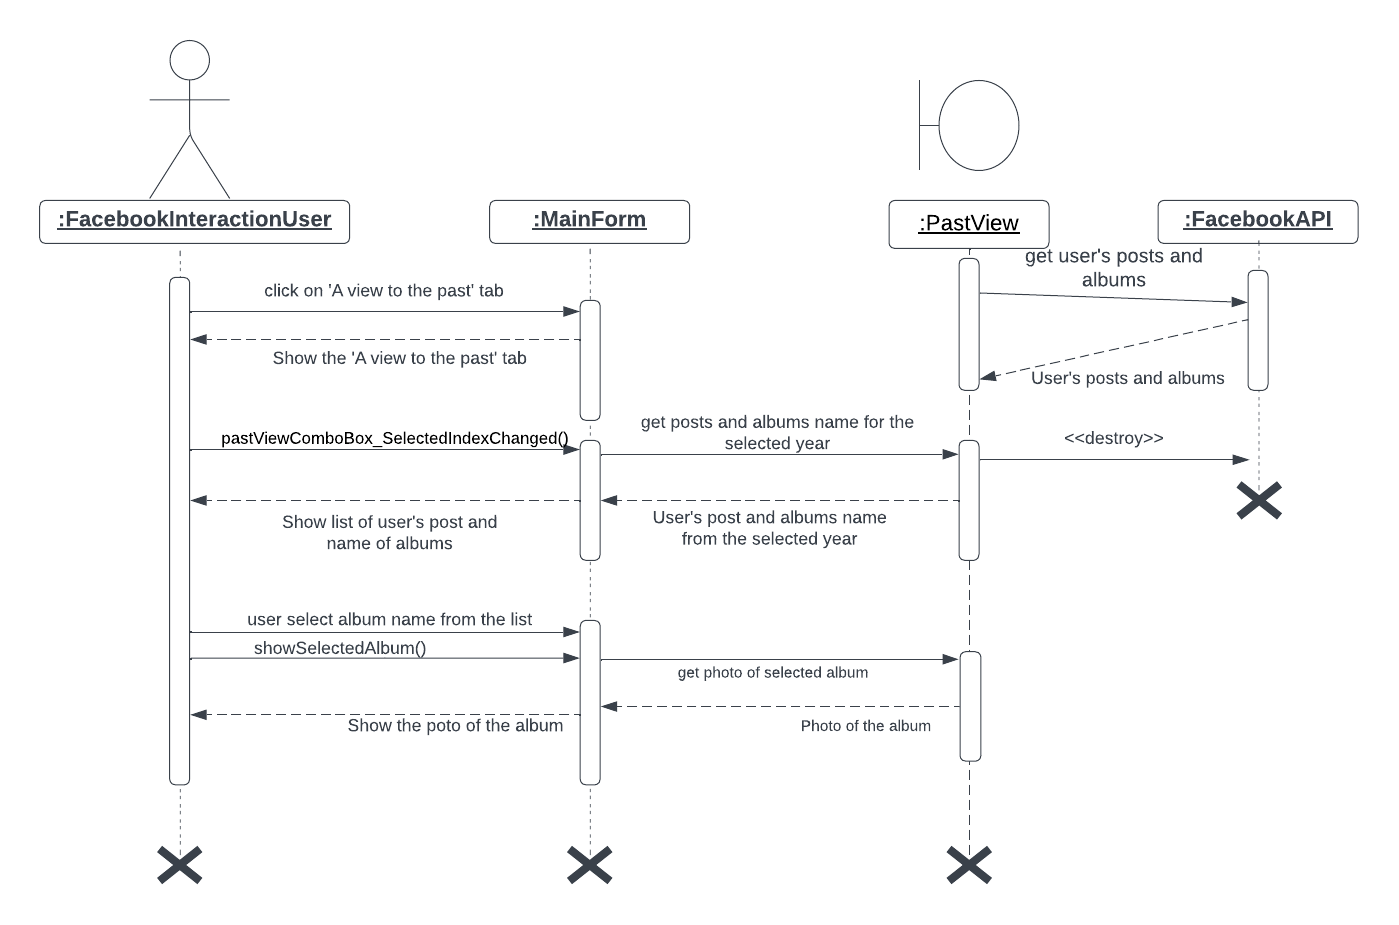 :FacebookInteractionUser
:MainForm
:PastView
:FacebookAPI
get user's posts and
albums
click on 'A view to the past' tab
Show the 'A view to the past' tab
User's posts and albums
pastViewComboBox_SelectedIndexChanged()
get posts and albums name for the
selected year
<<destroy>>
Show list of user's post and
name of albums
User's post and albums name
from the selected year
user select album name from the list
showSelectedAlbum()
get photo of selected album
Show the poto of the album
Photo of the album